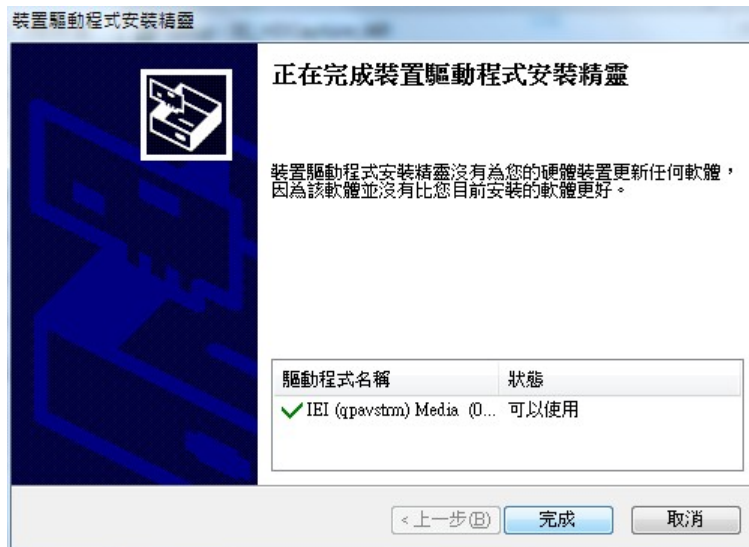 裝置驅動程式安裝精靈
正在完成裝置驅動程式安裝精靈
裝置驅動程式安裝精靈沒有為您的硬體裝置更新任何軟體，
因為該軟體並沒有比您目前安裝的軟體更好。
驅動程式名稱 狀態
IEI (qpavstrm) Media (0... 可以使用
<上一步(B) 完成 取消